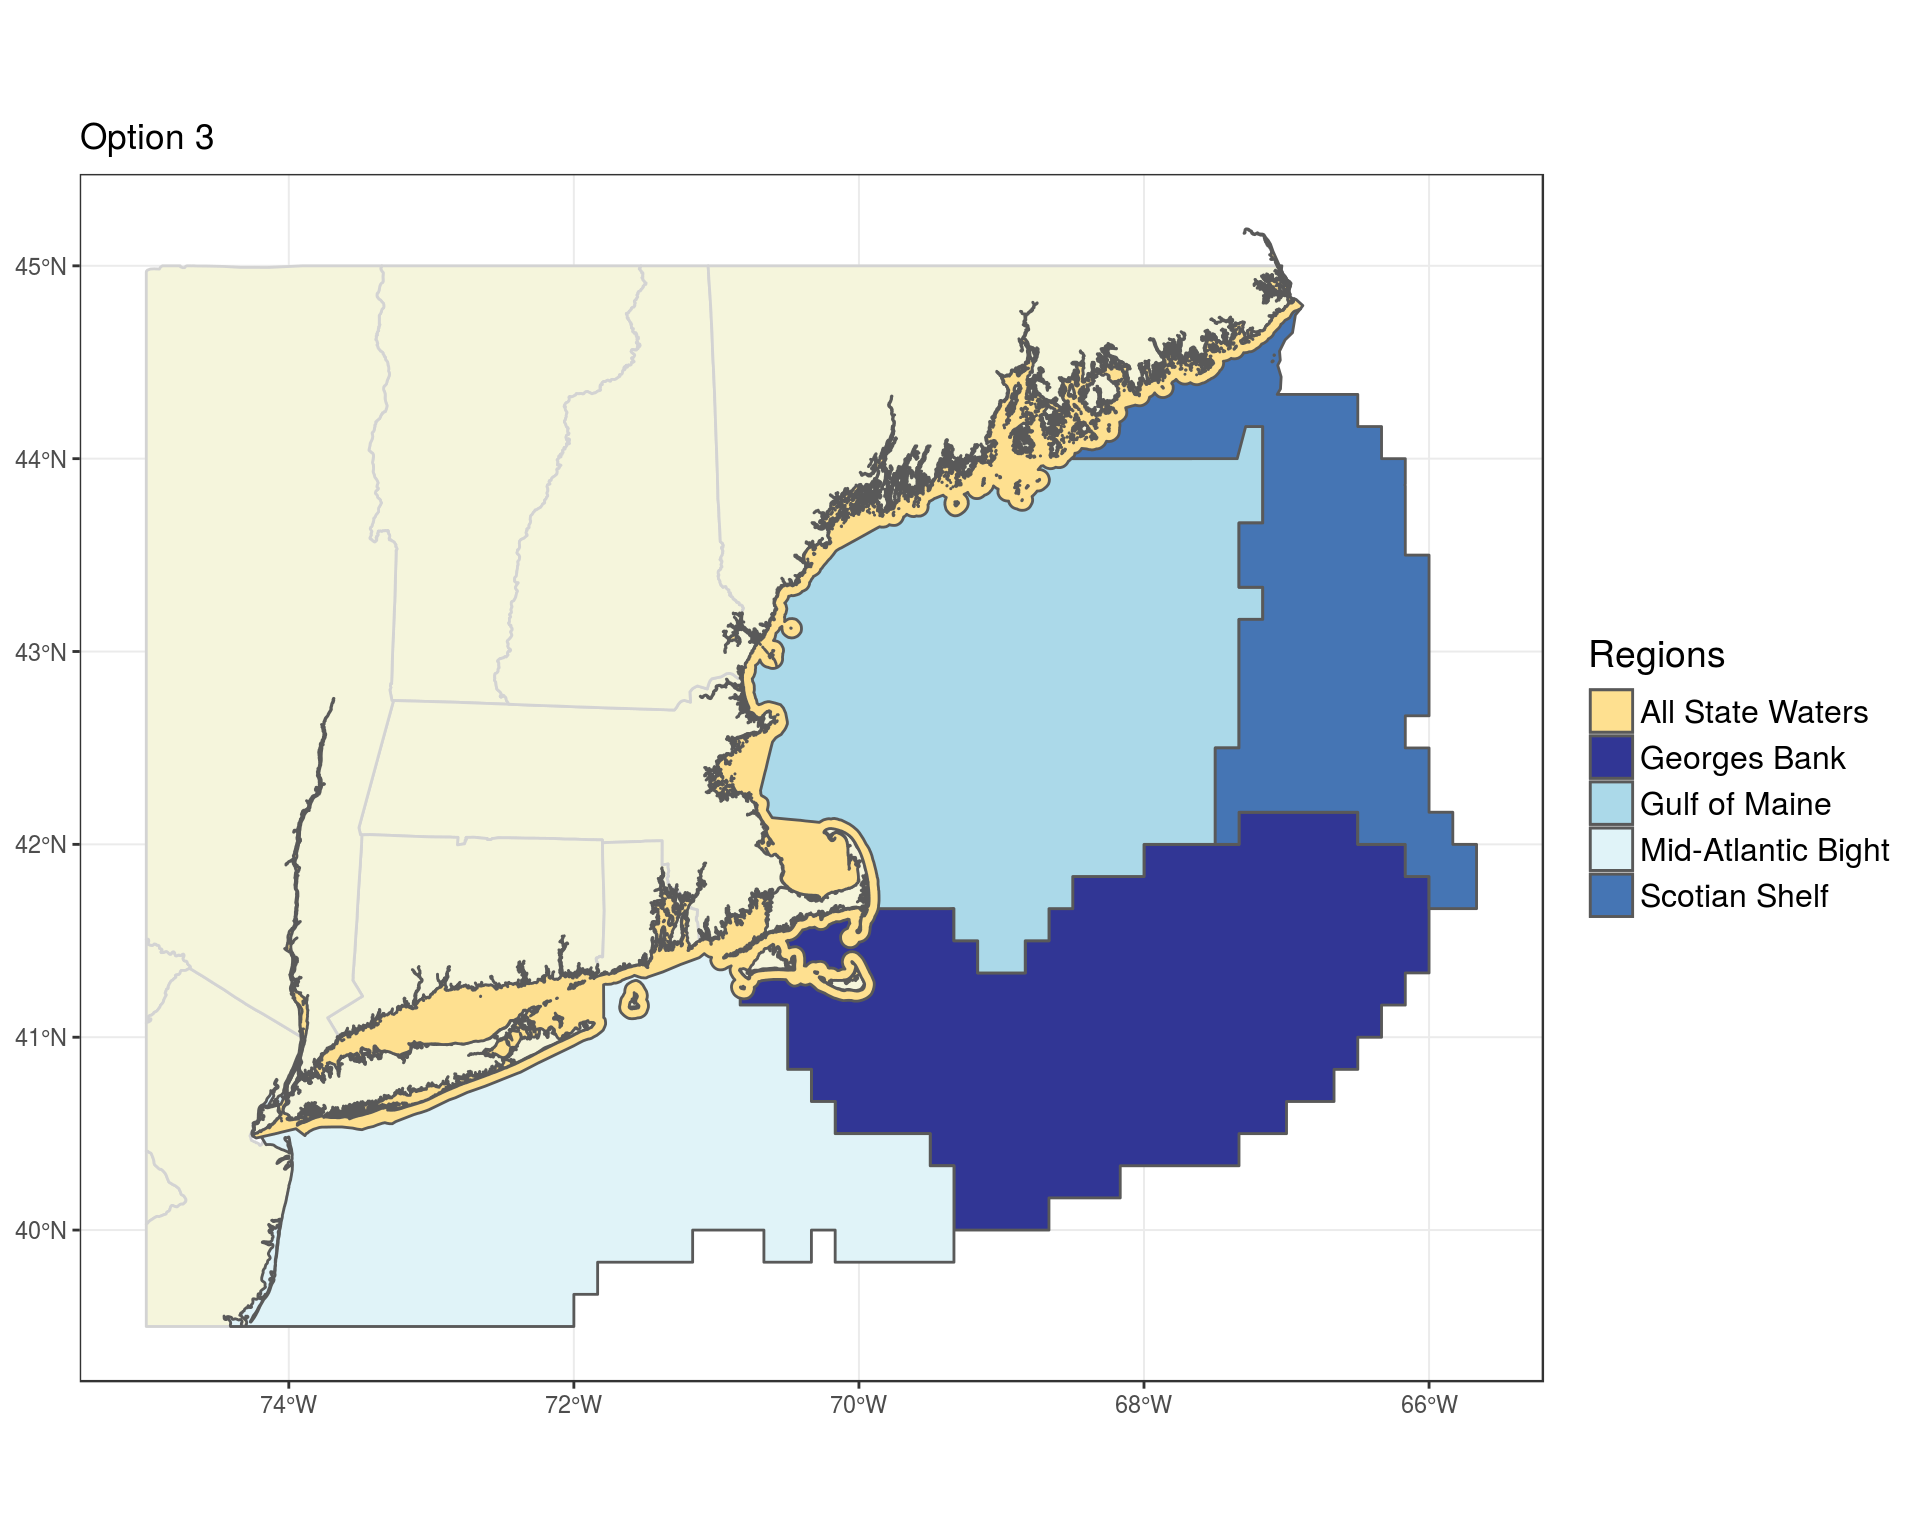 Option 3
45°N
44°N
43°N
42°N
41°N
40°N
74°W
72°W
70°W
68°W
66°W
Regions
All State Waters
Georges Bank
Gulf of Maine
Mid-Atlantic Bight
Scotian Shelf